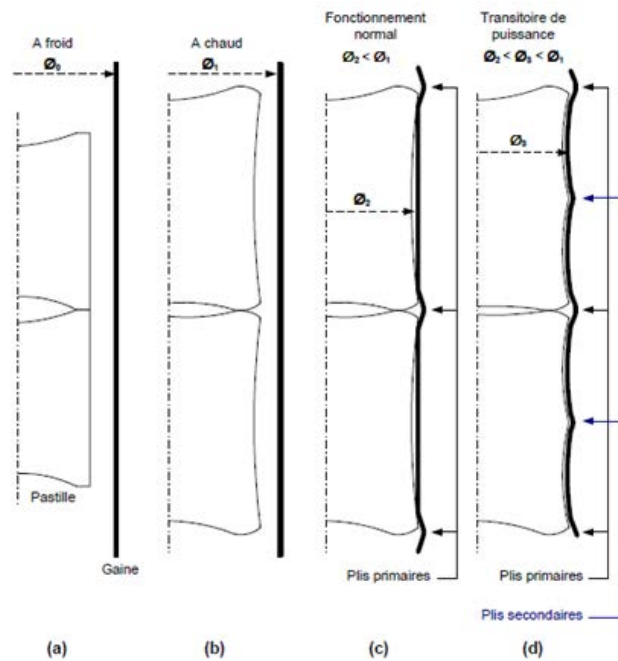 A froid
Ø₀
A chaud
Ø₁
Fonctionnement
normal
Ø₂ < Ø₁
Transitoire de
puissance
Ø₂ < Ø₃ < Ø₁
Ø₃
Ø₂
Pastille
Gaine
Plis primaires
Plis primaires
Plis secondaires
(a)
(b)
(c)
(d)